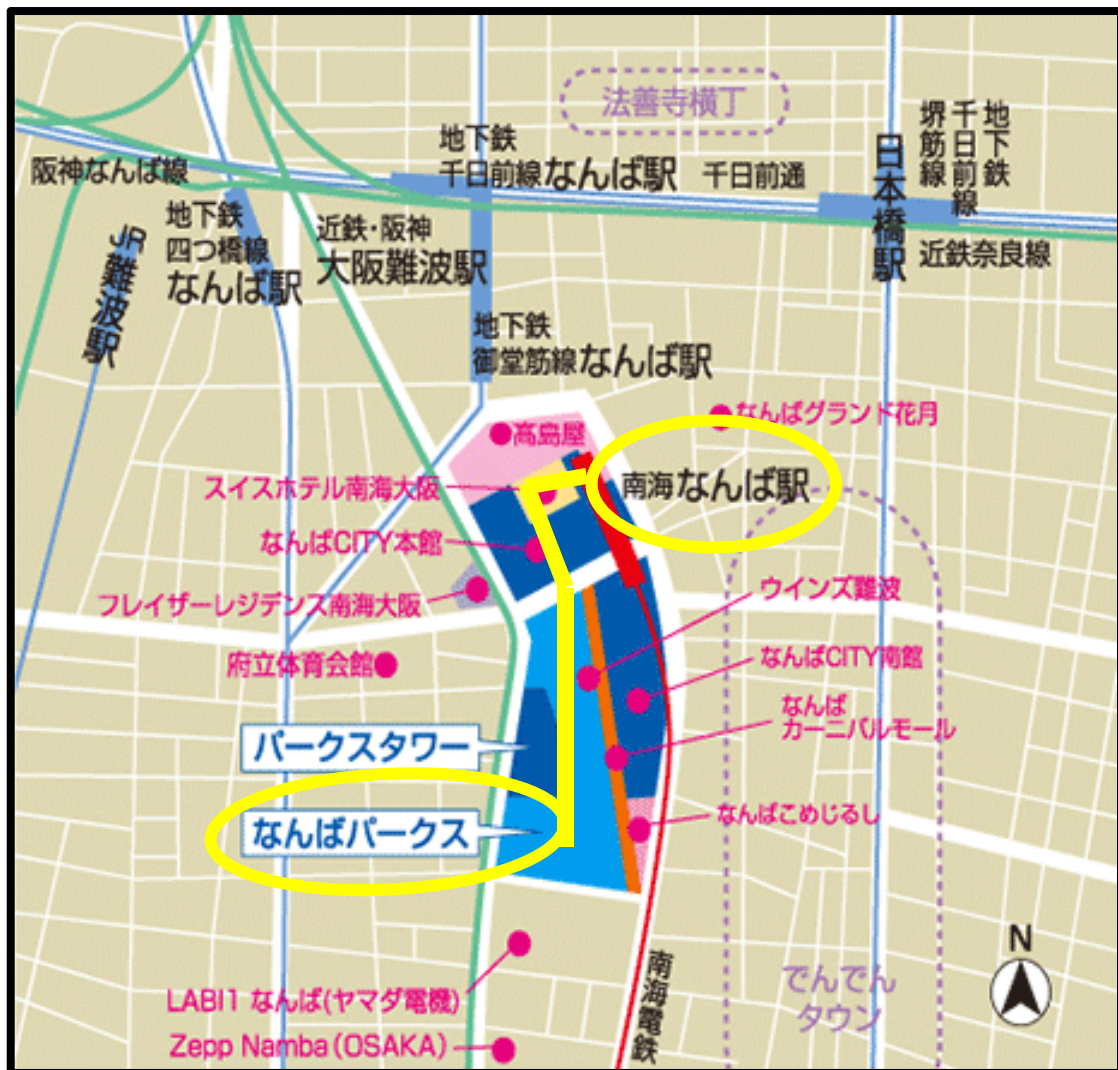 法善寺横丁
地下鉄
千日前線なんば駅
千日前通
地下鉄
千日前線
堺筋線
日本橋駅
阪神なんば線
地下鉄
四つ橋線
なんば駅
近鉄・阪神
大阪難波駅
近鉄奈良線
JR難波駅
地下鉄
御堂筋線なんば駅
なんばグランド花月
髙島屋
スイスホテル南海大阪
南海なんば駅
なんばCITY本館
フレイザーレジデンス南海大阪
ウインズ難波
府立体育会館
なんばCITY南館
なんば
カーニバルモール
パークスタワー
なんばパークス
なんばこめじるし
N
南海電鉄
でんでん
タウン
LABI1 なんば(ヤマダ電機)
Zepp Namba(OSAKA)